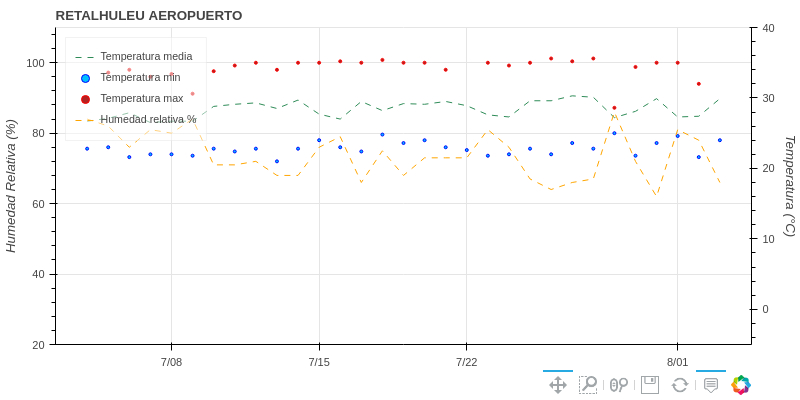 RETALHULEU AEROPUERTO
Temperatura media
Temperatura min
Temperatura max
Humedad relativa %
Humedad Relativa (%)
100
80
60
40
20
Temperatura (°C)
40
30
20
10
0
7/08
7/15
7/22
8/01